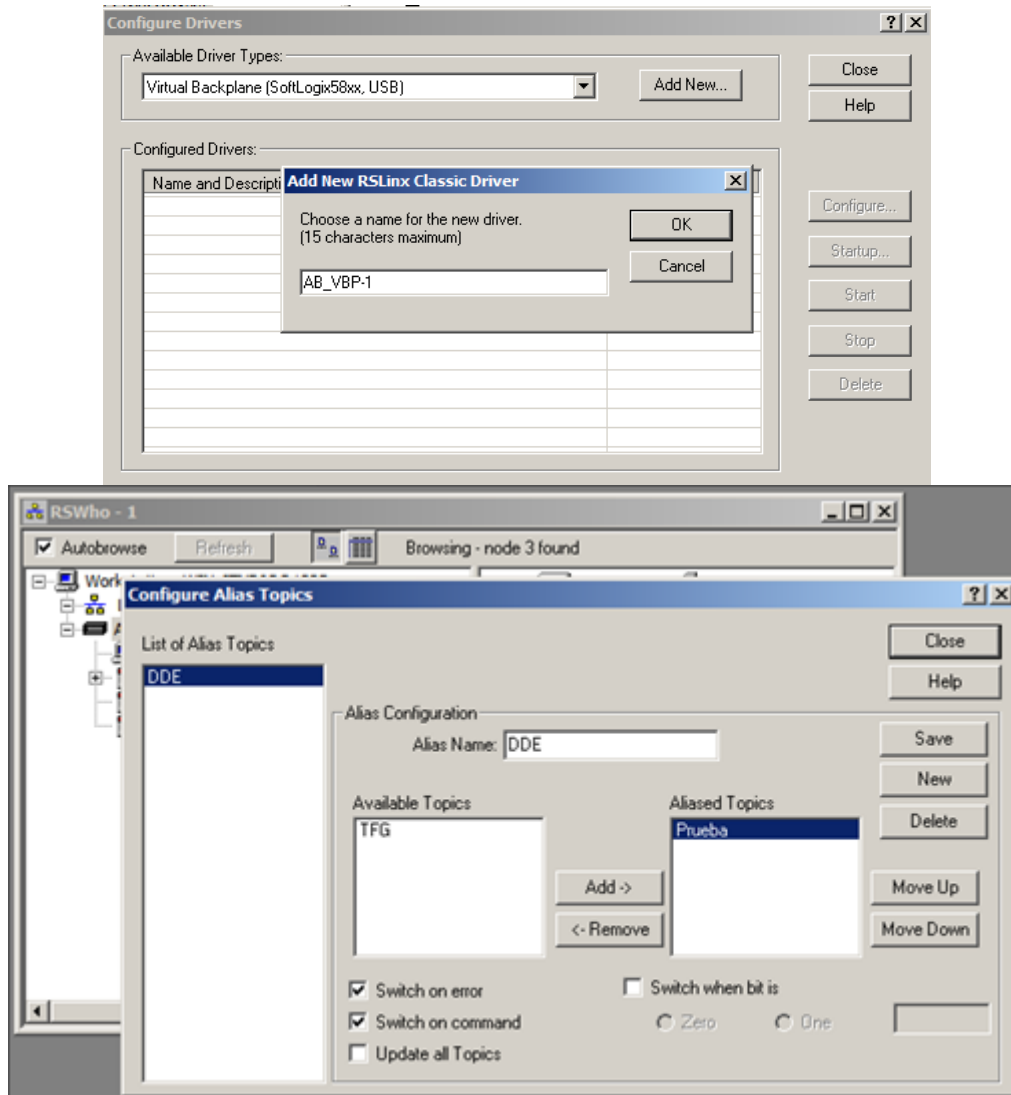 Configure Drivers
Available Driver Types:
Virtual Backplane (SoftLogix58xx, USB)
Add New...
Close
Help
Configured Drivers:
Name and Descripti
Add New RSLinx Classic Driver
Choose a name for the new driver.
(15 characters maximum)
AB_VBP-1
OK
Cancel
Configure...
Startup...
Start
Stop
Delete
RSWho - 1
Autobrowse
Refresh
Browsing - node 3 found
Work
Configure Alias Topics
List of Alias Topics
DDE
Close
Help
Alias Configuration
Alias Name: DDE
Save
New
Delete
Available Topics
TFG
Aliased Topics
Prueba
Add ->
<- Remove
Move Up
Move Down
Switch on error
Switch on command
Update all Topics
Switch when bit is
Zero
One